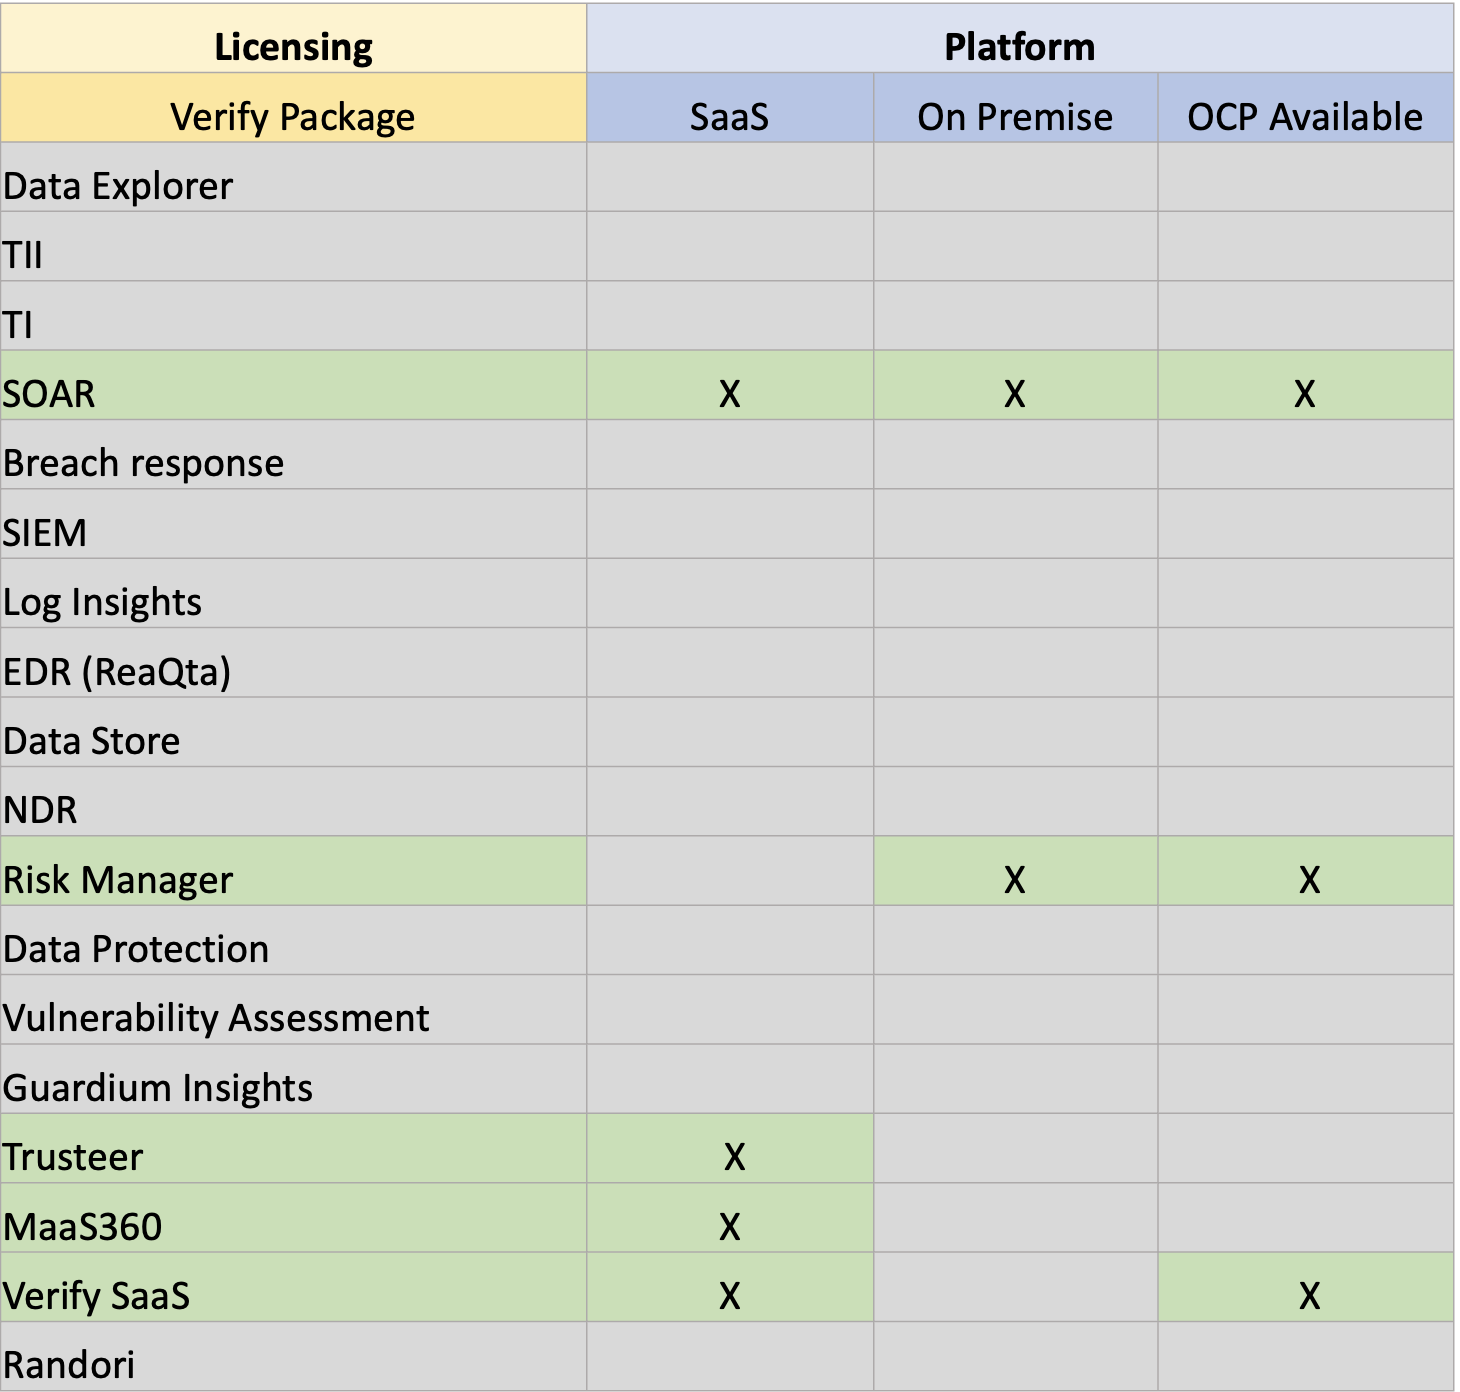 Licensing Platform
Verify Package SaaS On Premise OCP Available
Data Explorer
TII
TI
SOAR X X X
Breach response
SIEM
Log Insights
EDR (ReaQta)
Data Store
NDR
Risk Manager X X
Data Protection
Vulnerability Assessment
Guardium Insights
Trusteer X
MaaS360 X
Verify SaaS X X
Randori